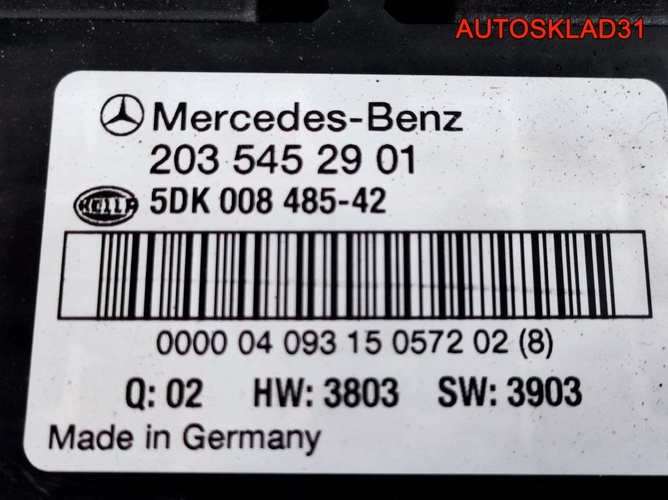 AUTOSKLAD31
Mercedes-Benz
203 545 29 01
HELLA 5DK 008 485-42
0000 04 093 15 0572 02 (8)
Q: 02 HW: 3803 SW: 3903
Made in Germany